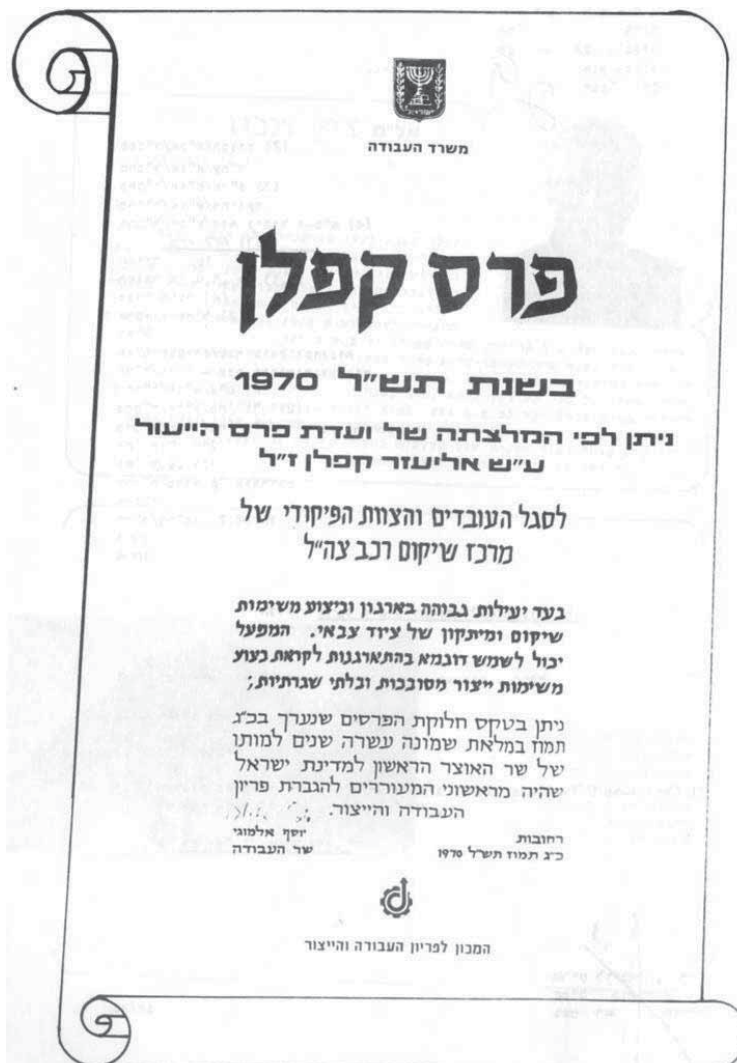 משרד העבודה
פרס קפלן
בשנת תש"ל 1970
ניתן לפי המלצתה של ועדת פרס הייעול
ע"ש אליעזר קפלן ז"ל
לסגל העובדים והצוות הפיקודי של
מרכז שיקום רכב צה"ל
בעד יעילות גבוהה בארגון וביצוע משימות
שיקום ומיתקון של ציוד צבאי. המפעל
יכול לשמש דוגמא בהתארגנות לקראת בצוע
משימות ייצור מסובכות ובלתי שגרתיות;
ניתן בטקס חלוקת הפרסים שנערך בכ"ג
תמוז במלאת שמונה עשרה שנים למותו
של שר האוצר הראשון למדינת ישראל
שהיה מראשוני המעוררים להגברת פריון
העבודה והייצור.
רחובות
כ"ג תמוז תש"ל 1970
יוסף אלמוגי
שר העבודה
המכון לפריון העבודה והייצור